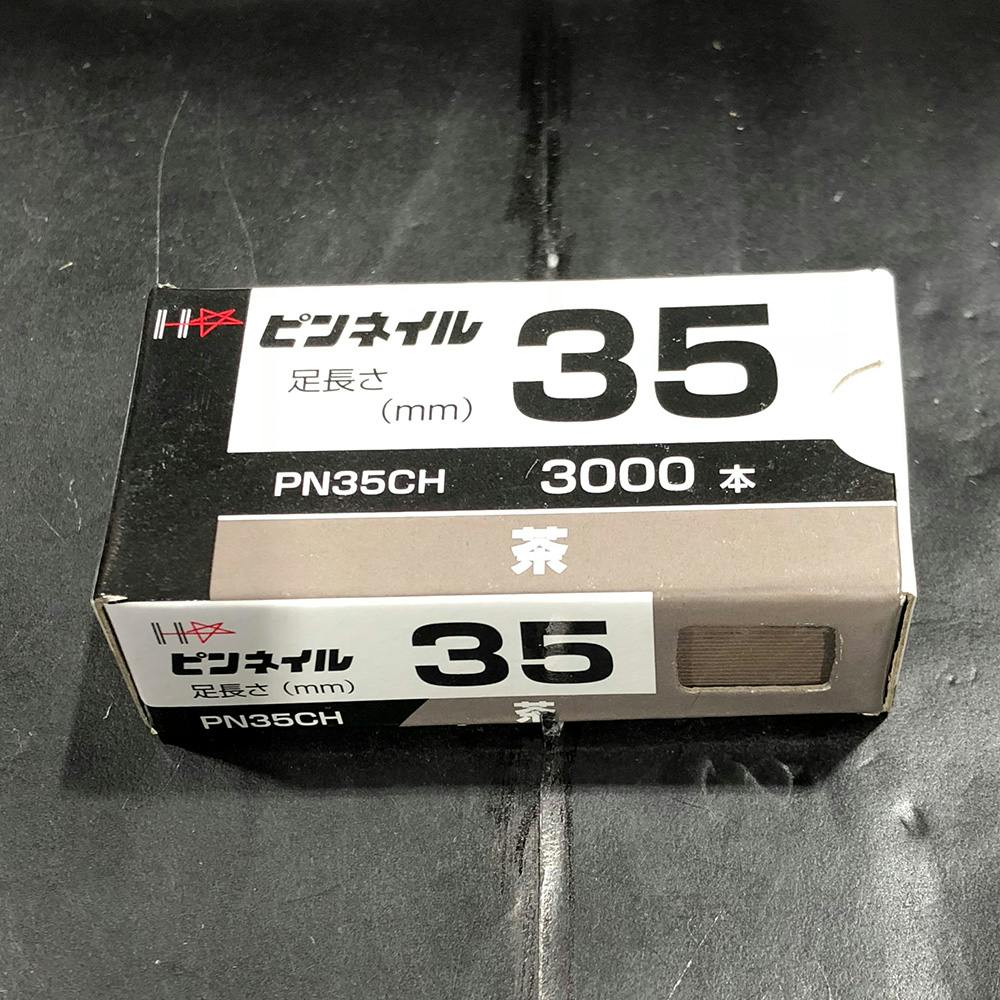 H☆
ピンネイル
35
足長さ
(mm)
PN35CH 3000 本
茶
H☆
ピンネイル
35
足長さ (mm)
PN35CH
茶